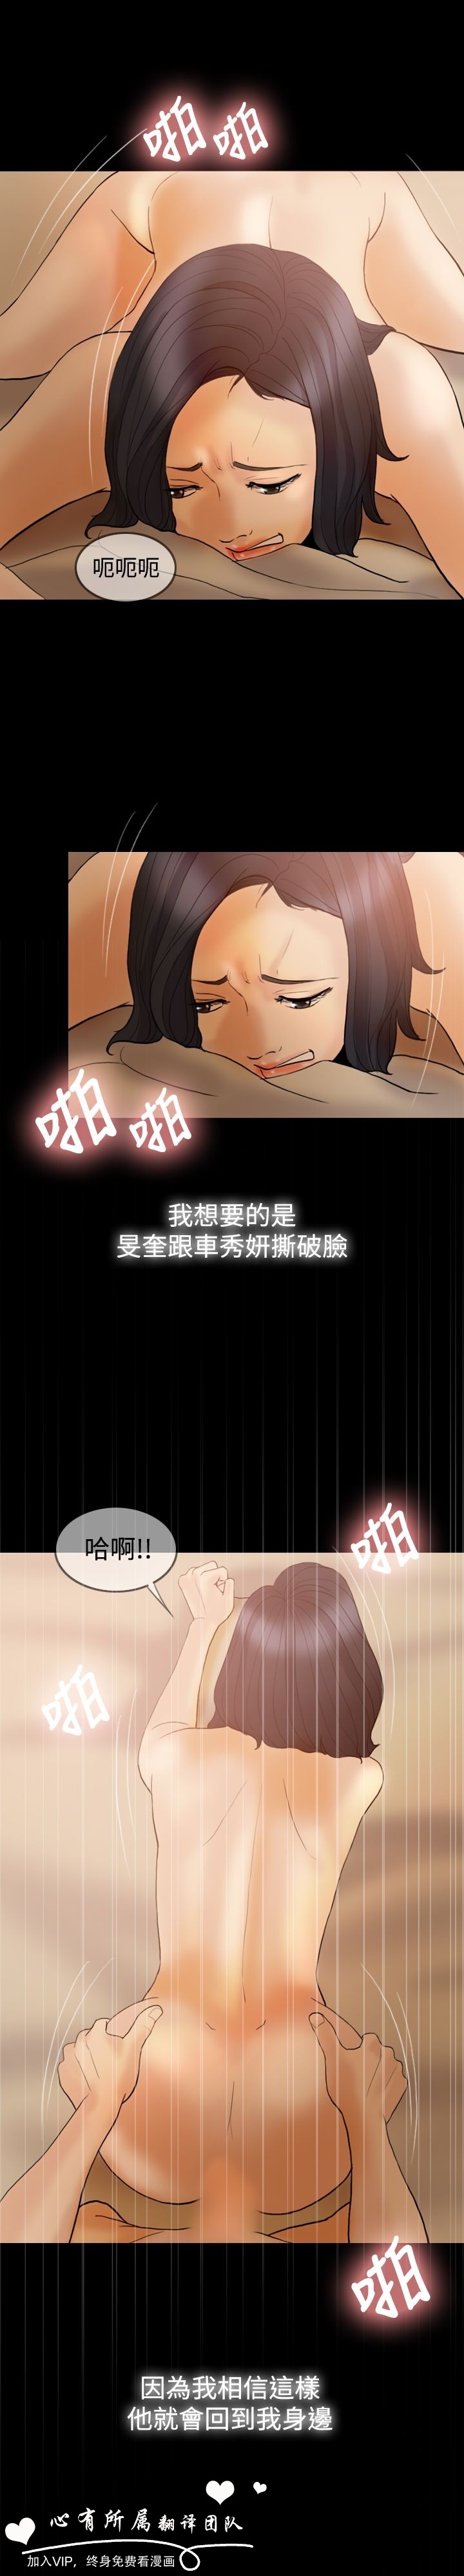 啪 啪
呃呃呃
啪 啪
我想要的是
旻奎跟車秀妍撕破臉
哈啊!!
啪
啪
啪
因為我相信這樣
他就會回到我身邊
心有所属翻译团队
加入VIP，终身免费看漫画